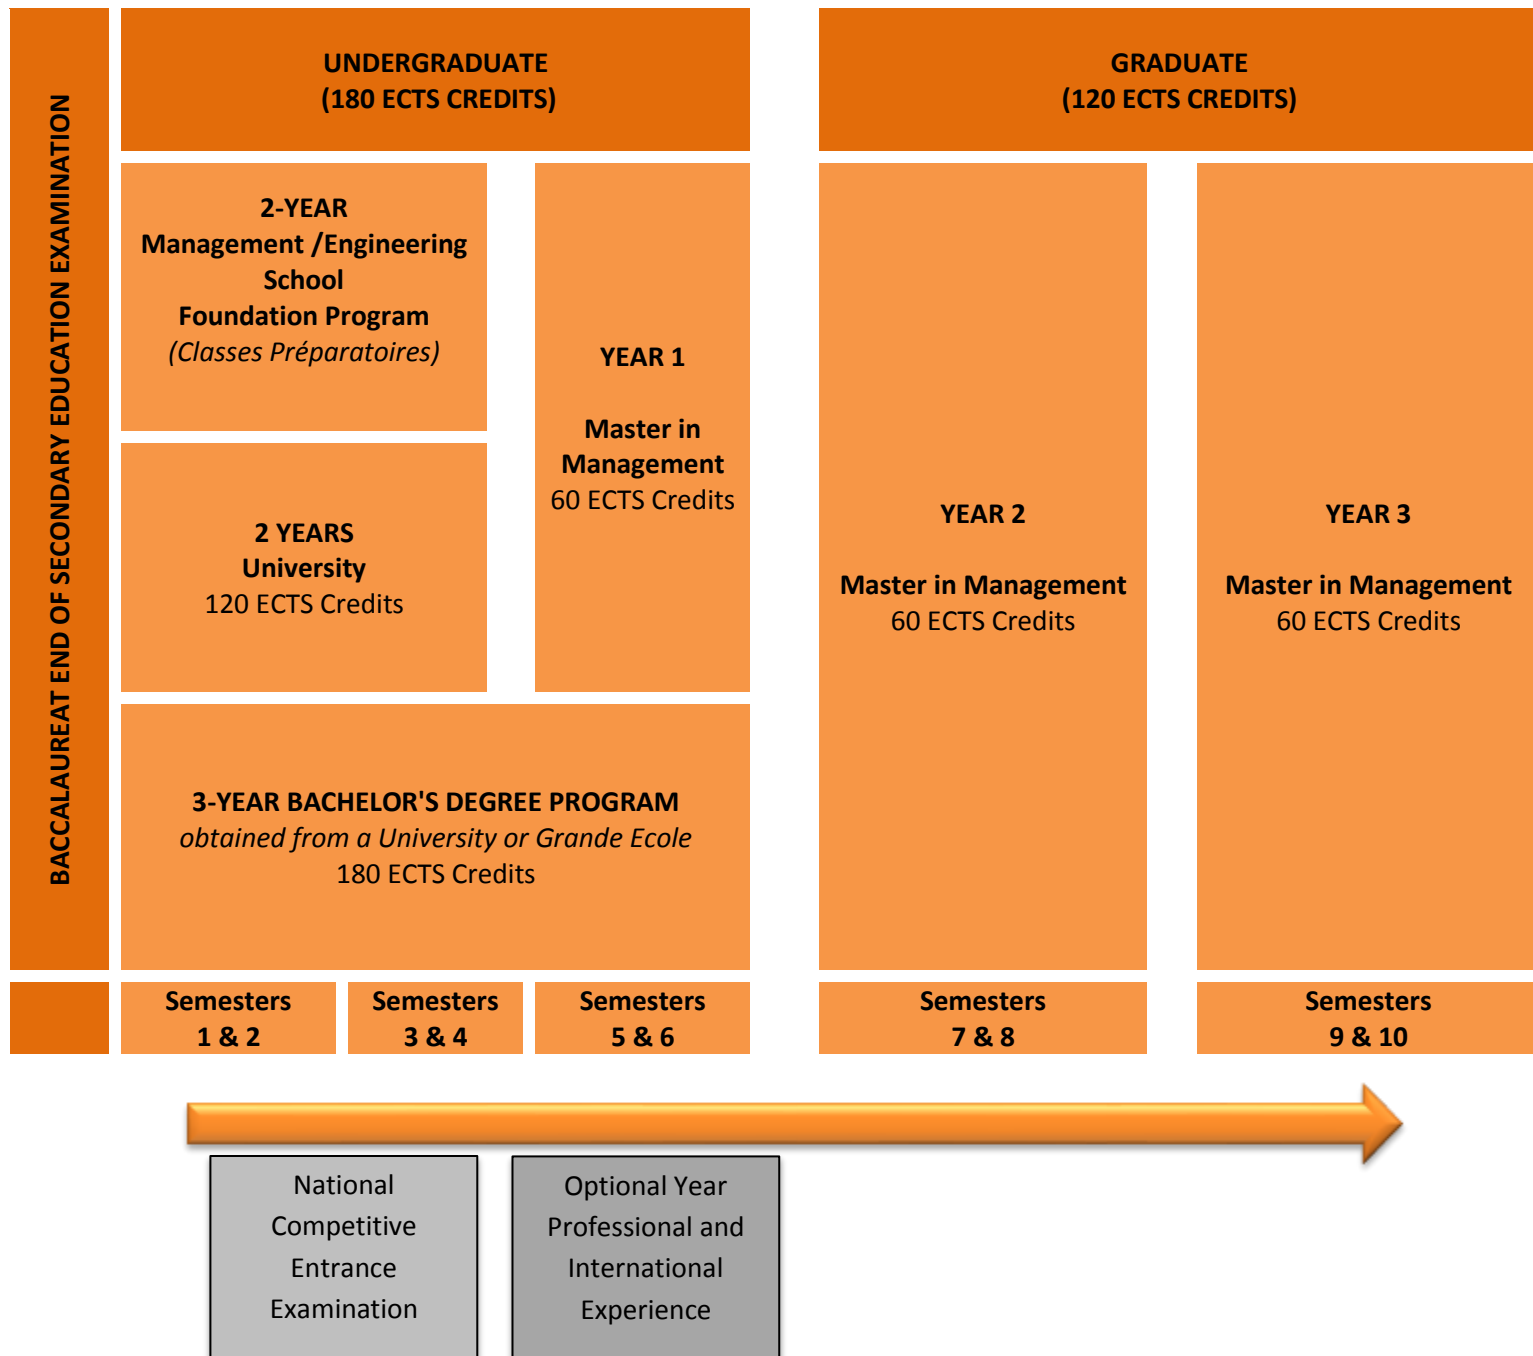 BACCALAUREAT END OF SECONDARY EDUCATION EXAMINATION
UNDERGRADUATE
(180 ECTS CREDITS)
GRADUATE
(120 ECTS CREDITS)
2-YEAR
Management /Engineering
School
Foundation Program
(Classes Préparatoires)
2 YEARS
University
120 ECTS Credits
YEAR 1
Master in
Management
60 ECTS Credits
3-YEAR BACHELOR'S DEGREE PROGRAM
obtained from a University or Grande Ecole
180 ECTS Credits
YEAR 2
Master in Management
60 ECTS Credits
YEAR 3
Master in Management
60 ECTS Credits
Semesters
1 & 2
Semesters
3 & 4
Semesters
5 & 6
Semesters
7 & 8
Semesters
9 & 10
National
Competitive
Entrance
Examination
Optional Year
Professional and
International
Experience